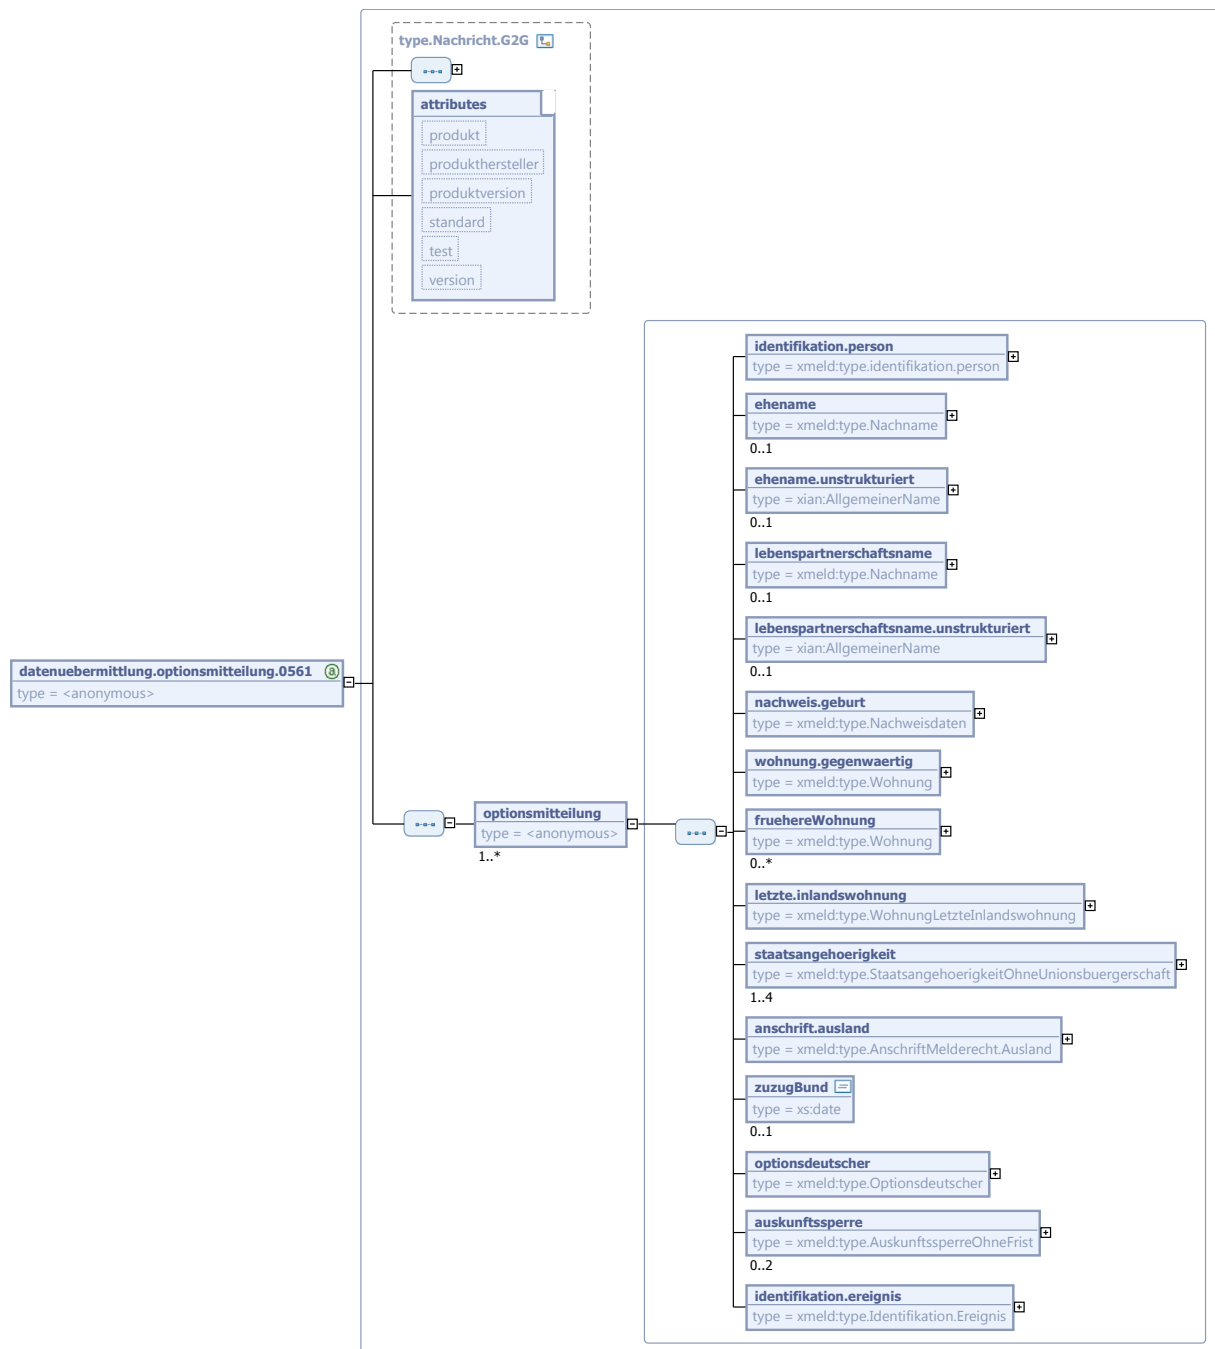 type.Nachricht.G2G
attributes
produkt
produkthersteller
produktversion
standard
test
version
identifikation.person
type = xmeld:type.identifikation.person
ehename
type = xmeld:type.Nachname
0..1
ehename.unstrukturiert
type = xian:AllgemeinerName
0..1
lebenspartnerschaftsname
type = xmeld:type.Nachname
0..1
lebenspartnerschaftsname.unstrukturiert
type = xian:AllgemeinerName
0..1
datenuebermittlung.optionsmitteilung.0561 a
type = <anonymous>
nachweis.geburt
type = xmeld:type.Nachweisdaten
wohnung.gegenwaertig
type = xmeld:type.Wohnung
optionsmitteilung
type = <anonymous>
1..*
fruehereWohnung
type = xmeld:type.Wohnung
0..*
letzte.inlandswohnung
type = xmeld:type.WohnungLetzteInlandswohnung
staatsangehoerigkeit
type = xmeld:type.StaatsangehoerigkeitOhneUnionsbuergerschaft
1..4
anschrift.ausland
type = xmeld:type.AnschriftMelderecht.Ausland
zuzugBund
type = xs:date
0..1
optionsdeutscher
type = xmeld:type.Optionsdeutscher
auskunftssperre
type = xmeld:type.AuskunftssperreOhneFrist
0..2
identifikation.ereignis
type = xmeld:type.Identifikation.Ereignis